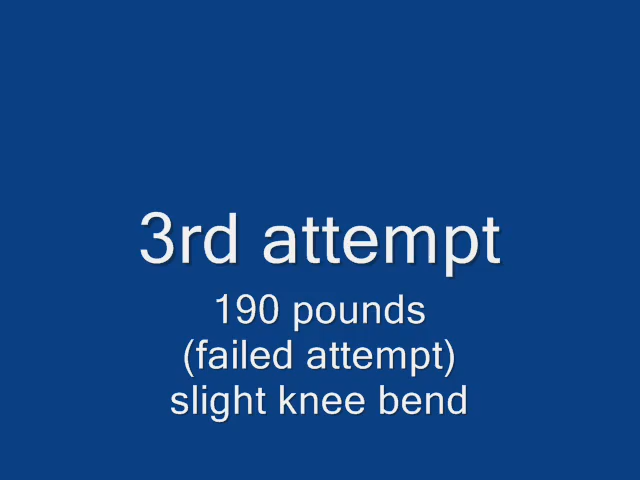 3rd attempt
190 pounds
(failed attempt)
slight knee bend